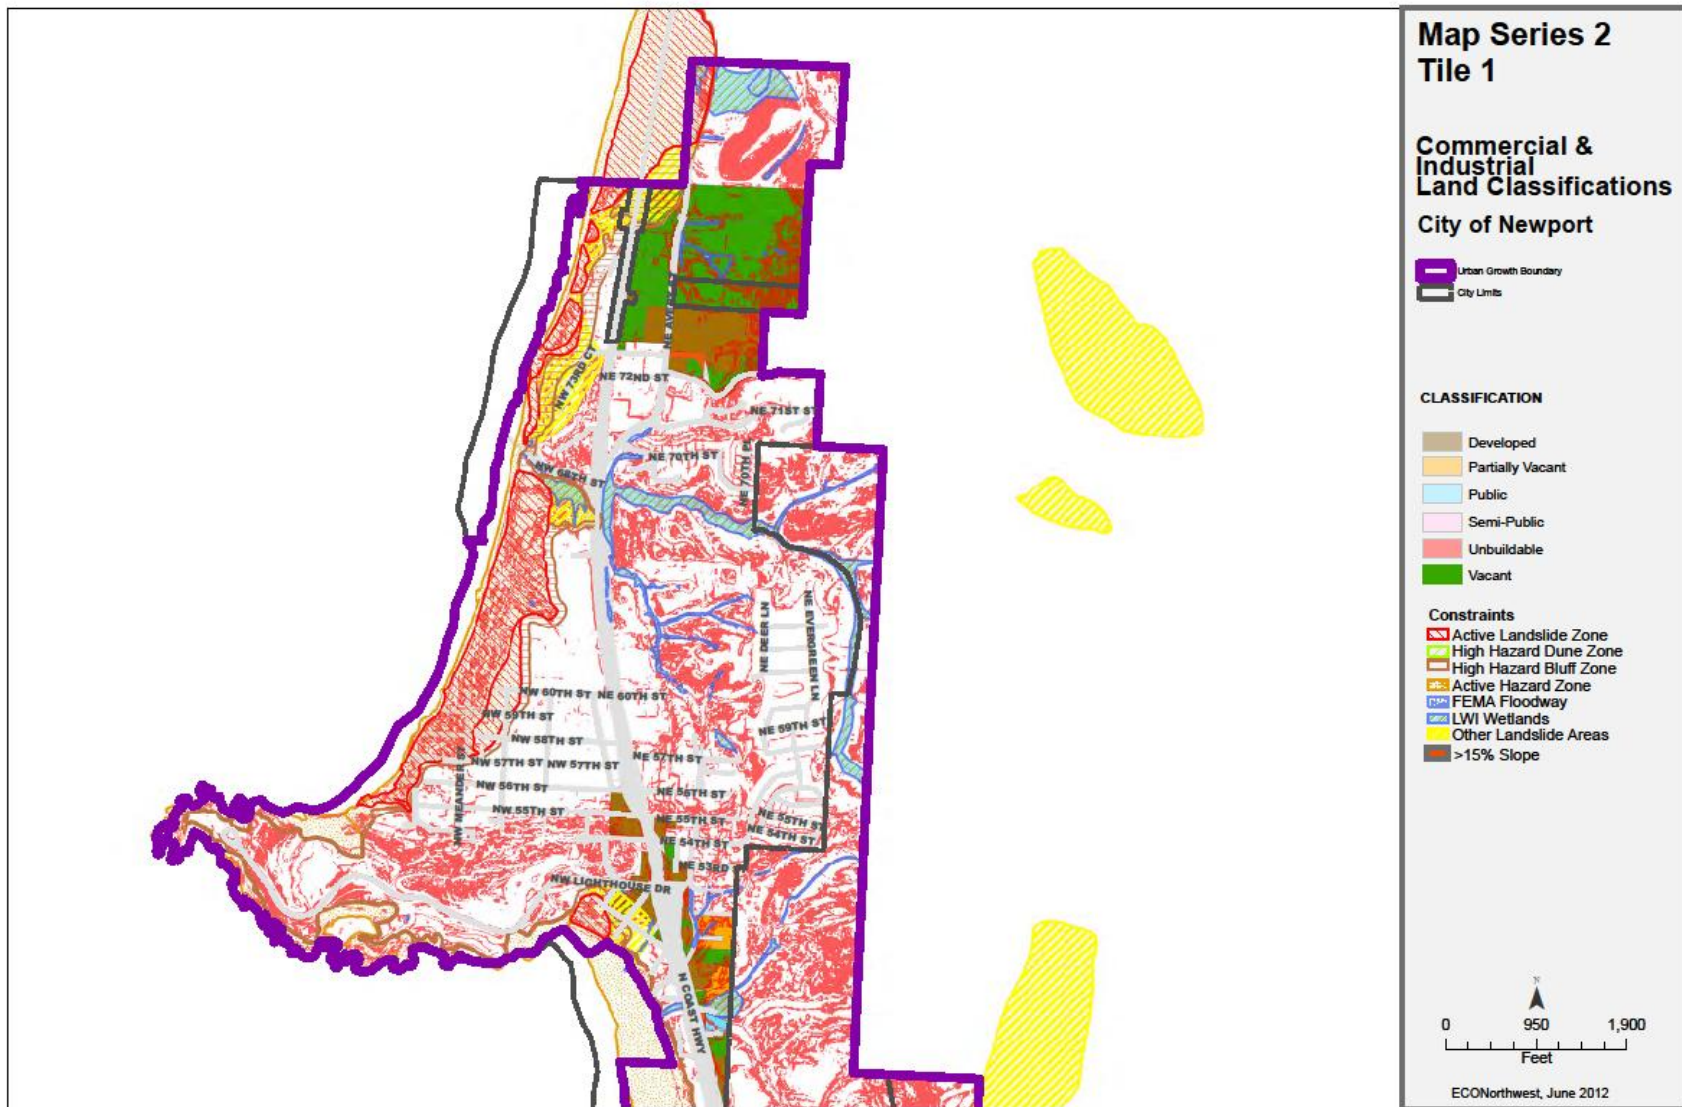 Map Series 2
Tile 1
Commercial &
Industrial
Land Classifications
City of Newport
Urban Growth Boundary
City Limits
CLASSIFICATION
Developed
Partially Vacant
Public
Semi-Public
Unbuildable
Vacant
Constraints
Active Landslide Zone
High Hazard Dune Zone
High Hazard Bluff Zone
Active Hazard Zone
FEMA Floodway
LWI Wetlands
Other Landslide Areas
>15% Slope
N
0 950 1,900
Feet
ECONorthwest, June 2012
NW 73RD CT
NE 72ND ST
NE 71ST ST
NE 70TH ST
NE 70TH PL
NW 68TH ST
NE DEER LN
NE EVERGREEN LN
NW 60TH ST NE 60TH ST
NW 59TH ST
NE 59TH ST
NW 58TH ST
NE 57TH ST
NW 57TH ST NW 57TH ST
NW MEANDER ST
NW 56TH ST
NE 56TH ST
NW 55TH ST
NE 55TH ST
NE 55TH ST
NE 54TH ST
NE 54TH ST
NE 53RD
NW LIGHTHOUSE DR
N COAST HWY